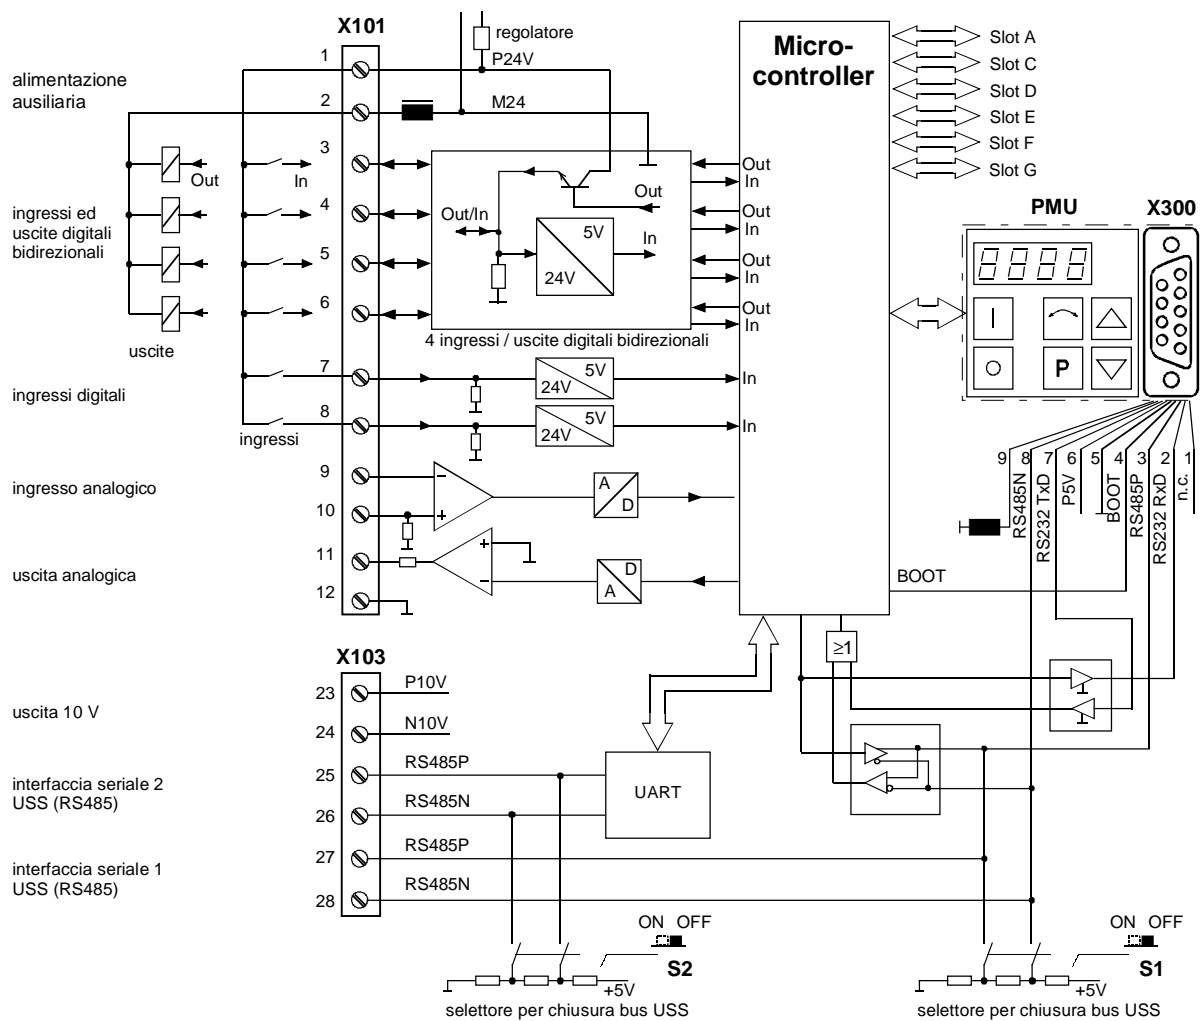 X101
regolatore
Micro-
controller
Slot A
Slot C
Slot D
Slot E
Slot F
Slot G
alimentazione
ausiliaria
1
P24V
2
M24
3
Out
In
4
5
6
ingressi ed
uscite digitali
bidirezionali
uscite
Out/In
Out
In
5V
24V
Out
In
Out
In
Out
In
Out
In
4 ingressi / uscite digitali bidirezionali
PMU
X300
P
ingressi digitali
7
5V
24V
In
8
5V
24V
In
ingressi
ingresso analogico
9
10
A
D
uscita analogica
11
12
D
A
9 8 7 6 5 4 3 2 1
RS485N
RS232 TxD
P5V
BOOT
RS485P
RS232 RxD
n.c.
BOOT
≥1
X103
uscita 10 V
23
P10V
24
N10V
interfaccia seriale 2
USS (RS485)
25
RS485P
26
RS485N
UART
interfaccia seriale 1
USS (RS485)
27
RS485P
28
RS485N
ON OFF
S2
+5V
selettore per chiusura bus USS
ON OFF
S1
+5V
selettore per chiusura bus USS